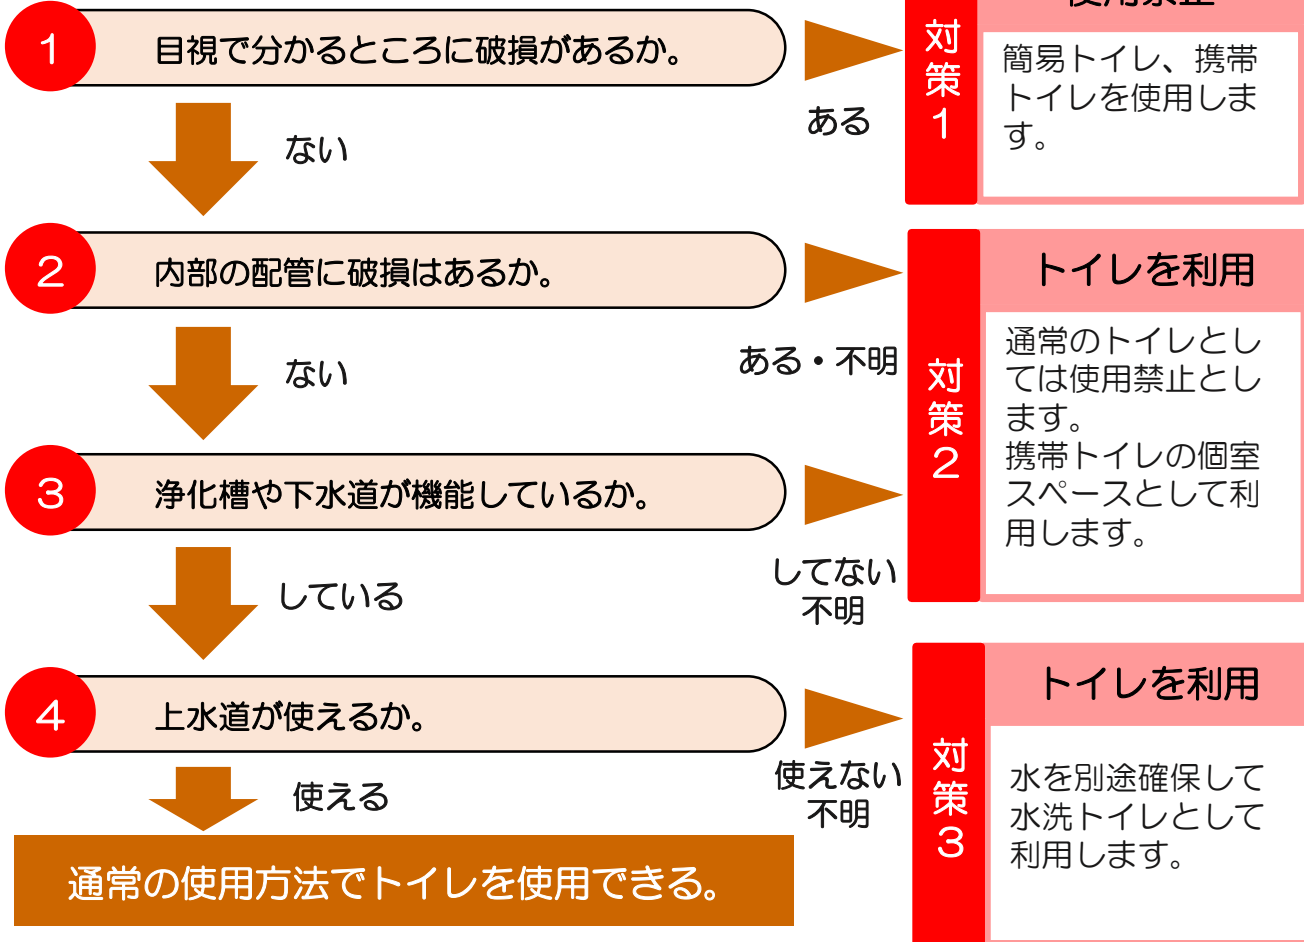 使用禁止
1
目視で分かるところに破損があるか。
ある
対策1
簡易トイレ、携帯
トイレを使用しま
す。
ない
2
内部の配管に破損はあるか。
ある・不明
対策2
トイレを利用
通常のトイレとし
ては使用禁止とし
ます。
携帯トイレの個室
スペースとして利
用します。
ない
3
浄化槽や下水道が機能しているか。
してない
不明
している
4
上水道が使えるか。
使えない
不明
対策3
トイレを利用
水を別途確保して
水洗トイレとして
利用します。
使える
通常の使用方法でトイレを使用できる。